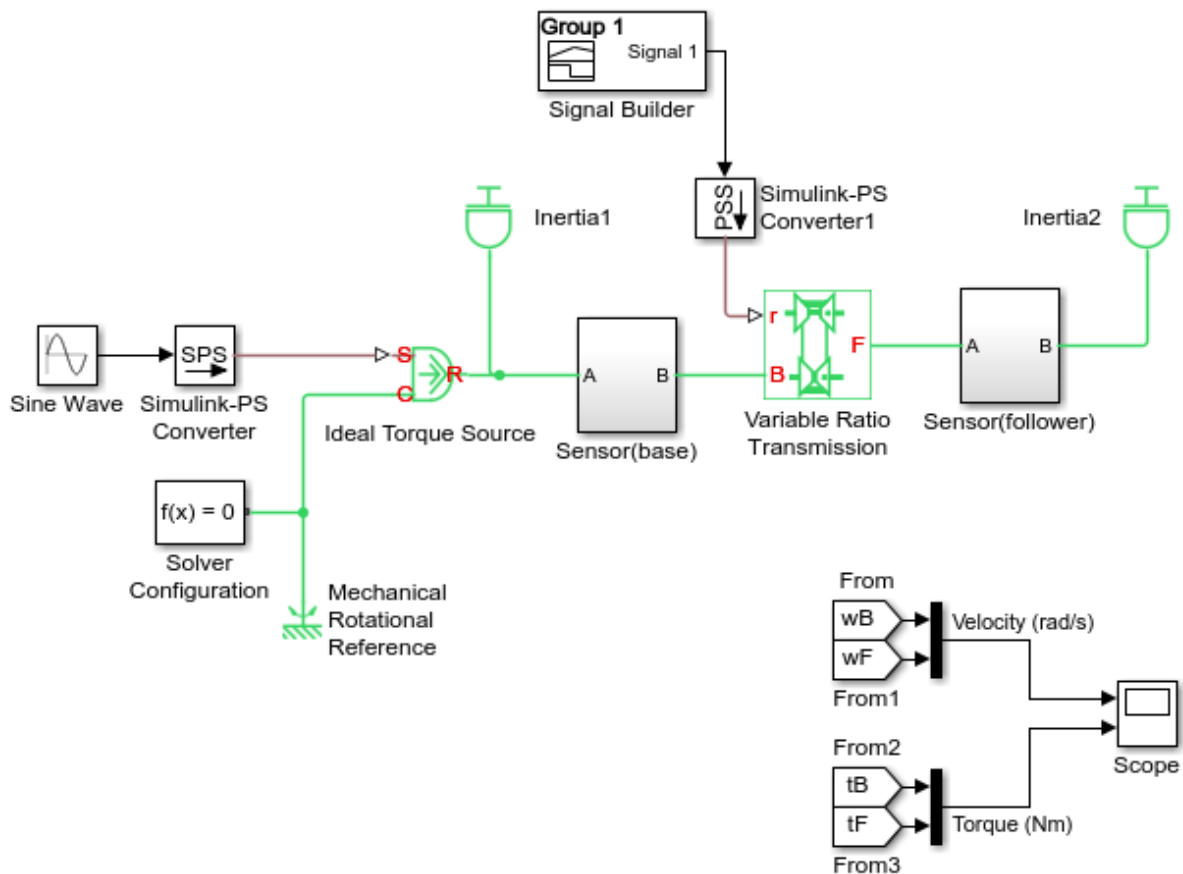 Group 1
Signal 1
Signal Builder
PSS
Simulink-PS
Converter1
Inertia1
Inertia2
SPS
S
C
R
A
B
r
B
F
A
B
Sine Wave
Simulink-PS
Converter
Ideal Torque Source
Sensor(base)
Variable Ratio
Transmission
Sensor(follower)
f(x) = 0
Solver
Configuration
Mechanical
Rotational
Reference
From
wB
wF
From1
Velocity (rad/s)
From2
tB
tF
From3
Torque (Nm)
Scope